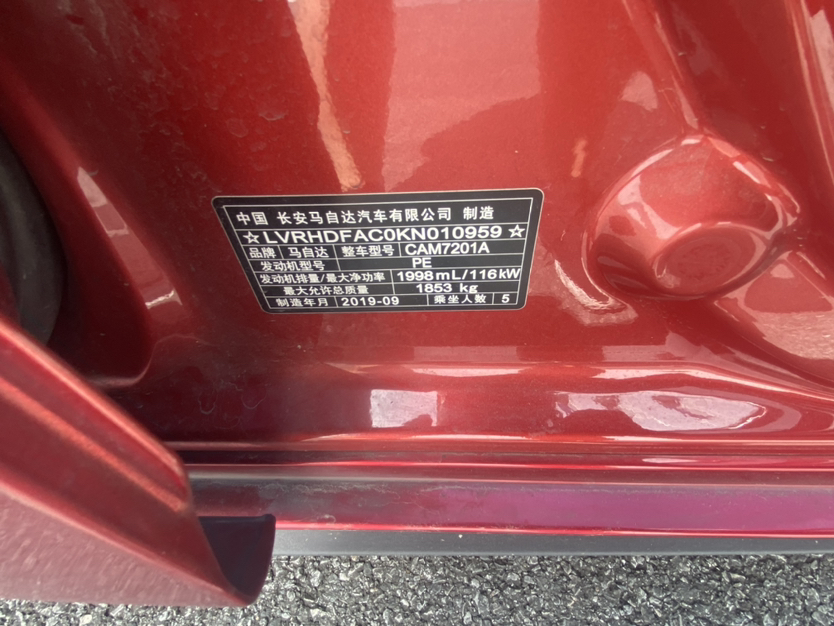 中国 长安马自达汽车有限公司 制造
☆LVRHDFAC0KN010959☆
品牌 马自达 整车型号 CAM7201A
发动机型号 PE
发动机排量/最大净功率 1998mL/116kW
最大允许总质量 1853 kg
制造年月 2019-09 乘坐人数 5